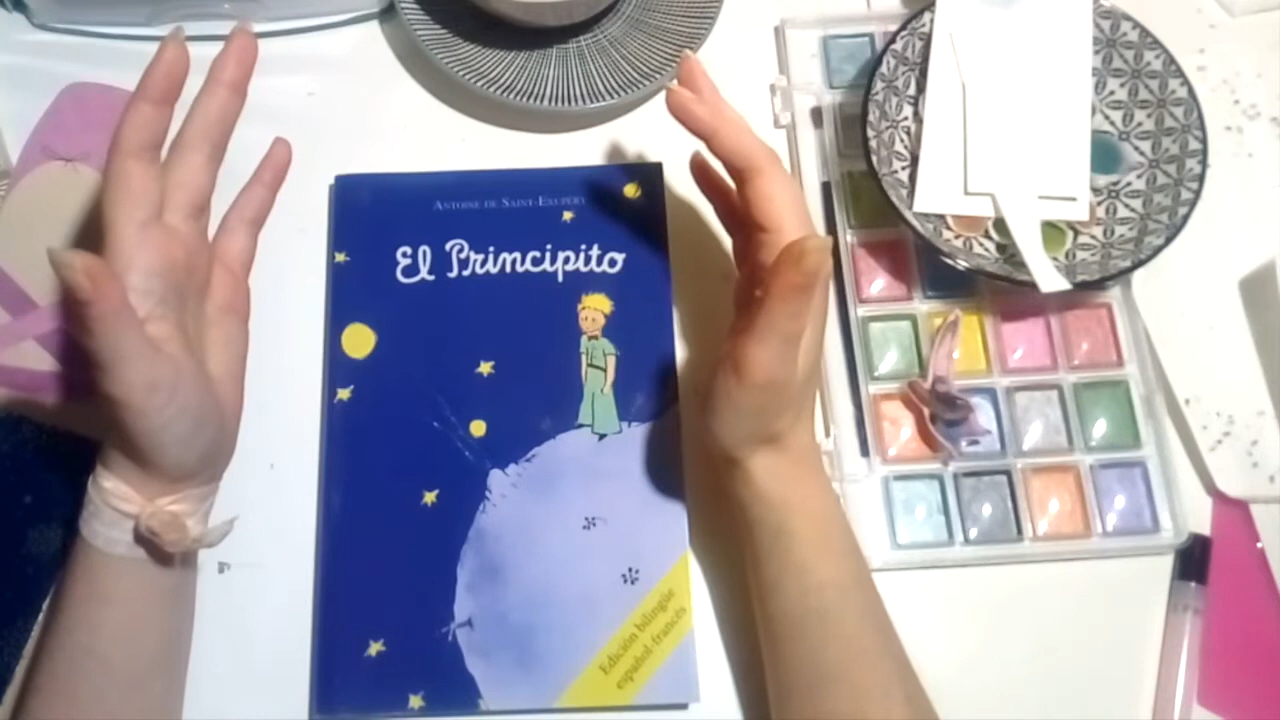 ANTOINE DE SAINT-EXUPÉRY
El Principito
Edición bilingüe
español-francés